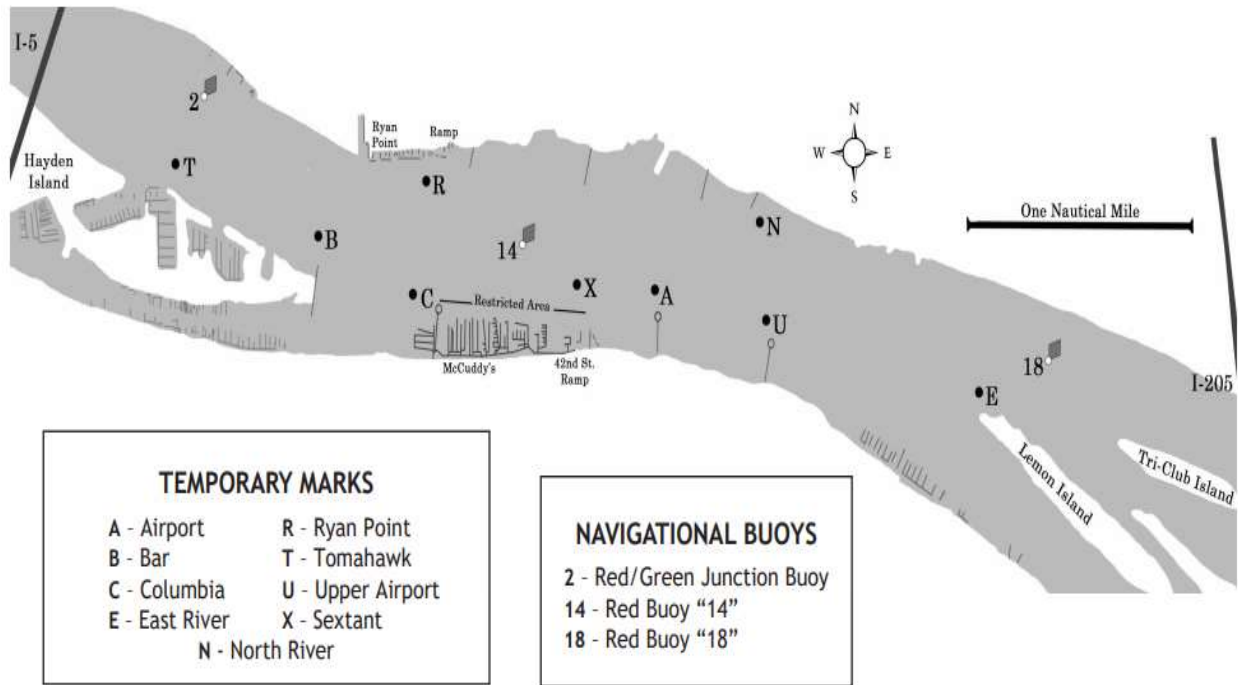 I-5
2
Ryan
Point
Ramp
N
W E
S
Hayden
Island
T
R
One Nautical Mile
N
B
14
X
A
C
Restricted Area
U
McCuddy's
42nd St.
Ramp
18
I-205
E
Lemon Island
Tri-Club Island
TEMPORARY MARKS
A - Airport
B - Bar
C - Columbia
E - East River
R - Ryan Point
T - Tomahawk
U - Upper Airport
X - Sextant
N - North River
NAVIGATIONAL BUOYS
2 - Red/Green Junction Buoy
14 - Red Buoy "14"
18 - Red Buoy "18"